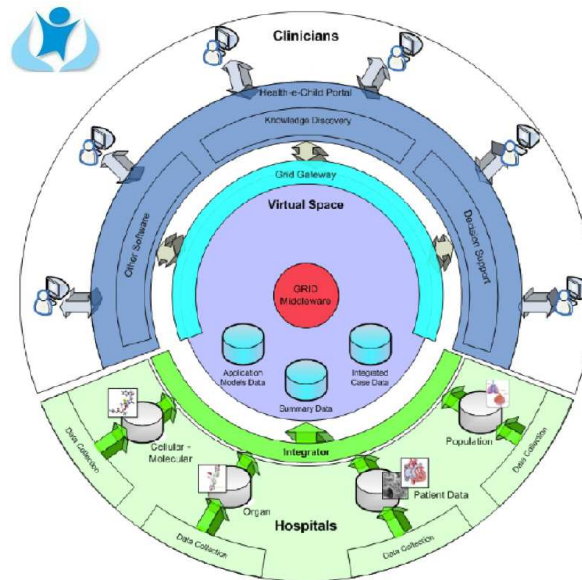 Clinicians
Health-e-Child Portal
Knowledge Discovery
Grid Gateway
Other Software
Virtual Space
Decision Support
GRID
Middleware
Application
Models Data
Integrated
Case Data
Summary Data
Data Collection
Cellular -
Molecular
Integrator
Population
Data Collection
Organ
Patient Data
Data Collection
Hospitals
Data Collection